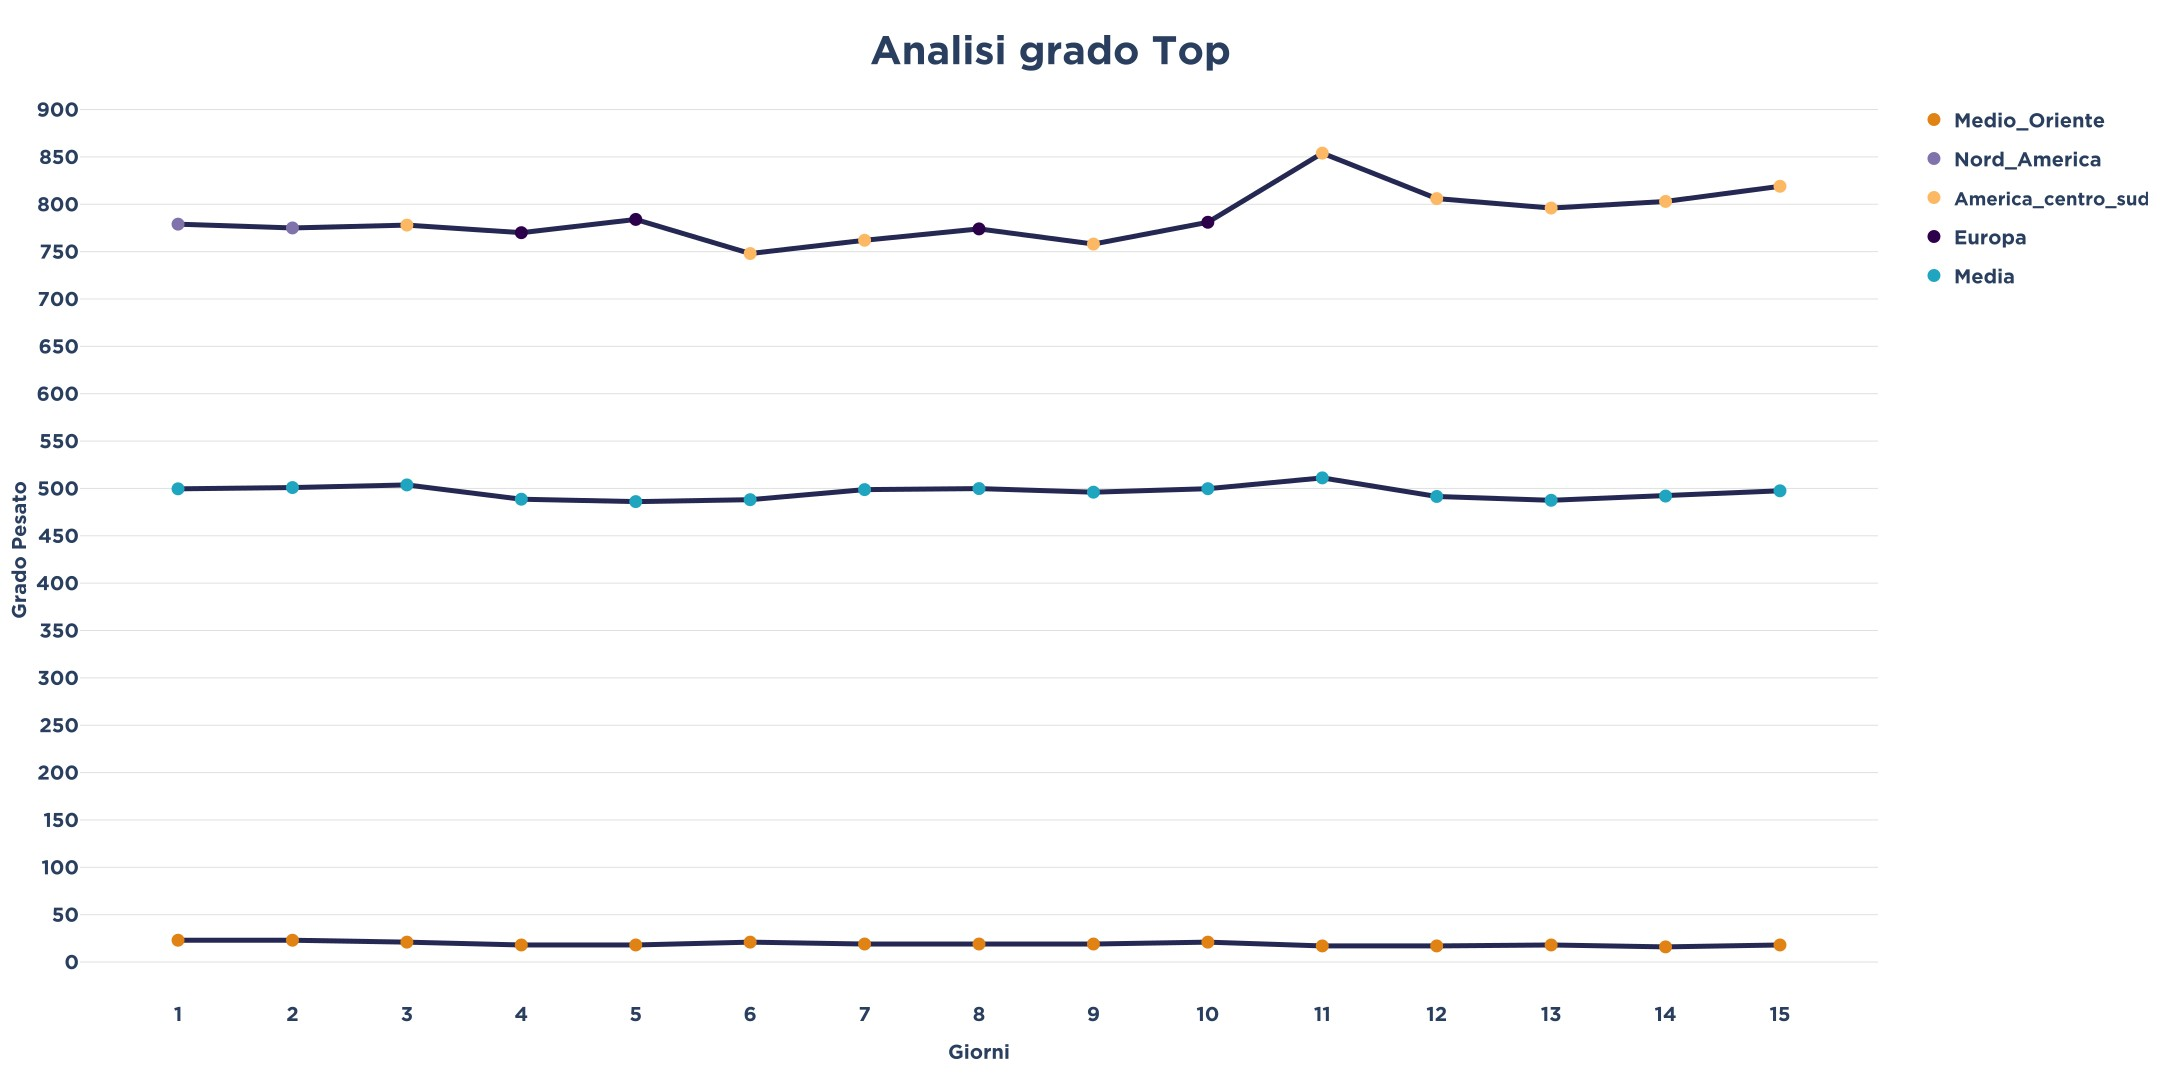 Analisi grado Top
900
850
800
750
700
650
600
550
500
450
400
350
300
250
200
150
100
50
0
Grado Pesato
1 2 3 4 5 6 7 8 9 10 11 12 13 14 15
Giorni
Medio_Oriente
Nord_America
America_centro_sud
Europa
Media